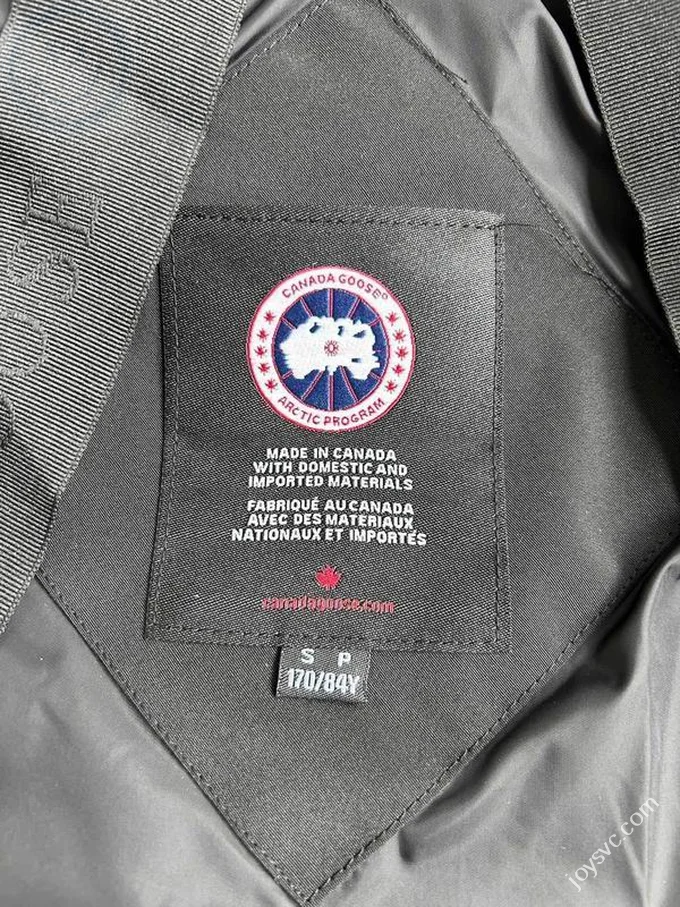 CANADA GOOSE®
ARCTIC PROGRAM
MADE IN CANADA
WITH DOMESTIC AND
IMPORTED MATERIALS
FABRIQUÉ AU CANADA
AVEC DES MATERIAUX
NATIONAUX ET IMPORTÉS
canadagoose.com
S P
170/84Y
joysvc.com